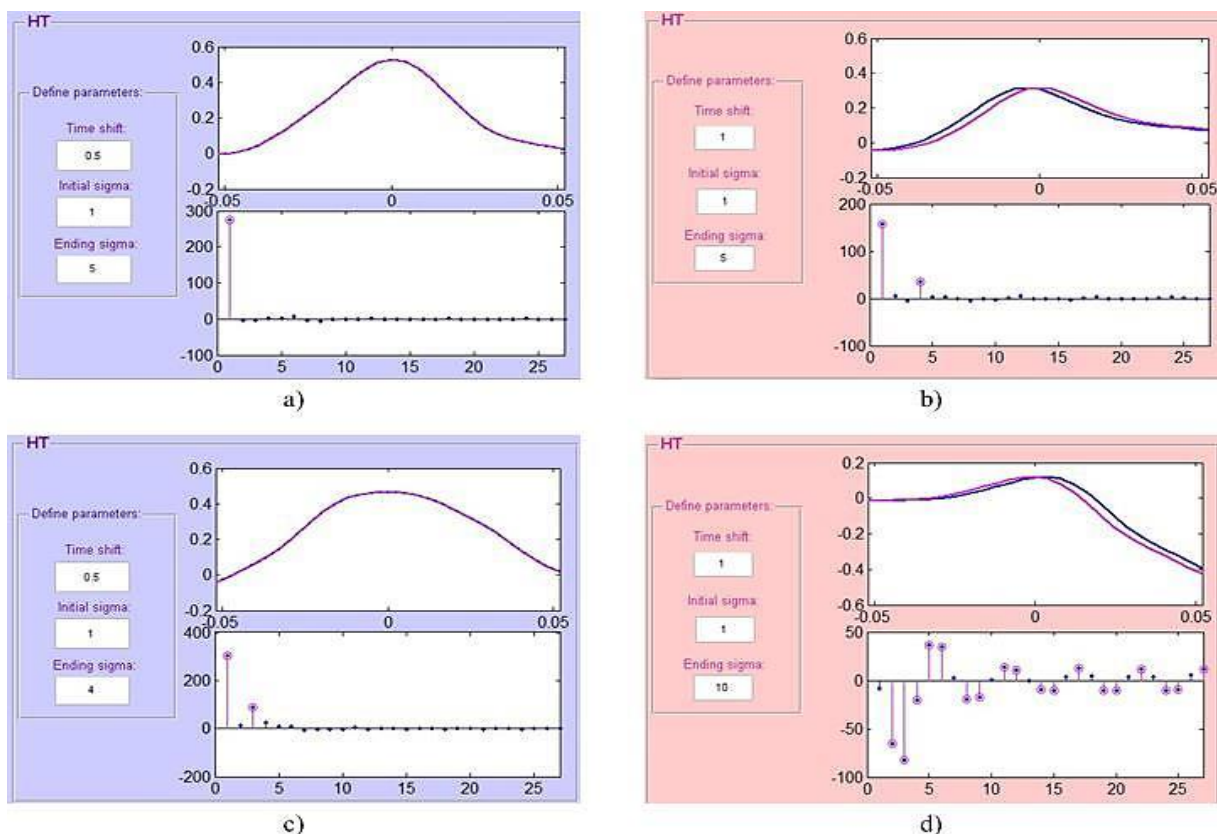 HT
Define parameters:
Time shift:
0.5
Initial sigma:
1
Ending sigma:
5
0.6
0.4
0.2
0
-0.2
-0.05 0 0.05
300
200
100
0
-100
0 5 10 15 20 25
a)
HT
Define parameters:
Time shift:
1
Initial sigma:
1
Ending sigma:
5
0.6
0.4
0.2
0
-0.2
-0.05 0 0.05
200
100
0
-100
0 5 10 15 20 25
b)
HT
Define parameters:
Time shift:
0.5
Initial sigma:
1
Ending sigma:
4
0.6
0.4
0.2
0
-0.2
-0.05 0 0.05
400
200
0
-200
0 5 10 15 20 25
c)
HT
Define parameters:
Time shift:
1
Initial sigma:
1
Ending sigma:
10
0.2
0
-0.2
-0.4
-0.6
-0.05 0 0.05
50
0
-50
-100
0 5 10 15 20 25
d)